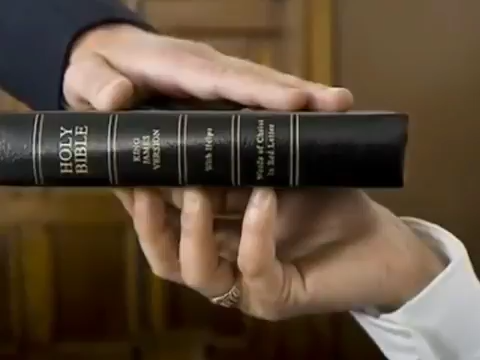 HOLY
BIBLE
KING
JAMES
VERSION
With Helps
Words of Christ
in Red Letter